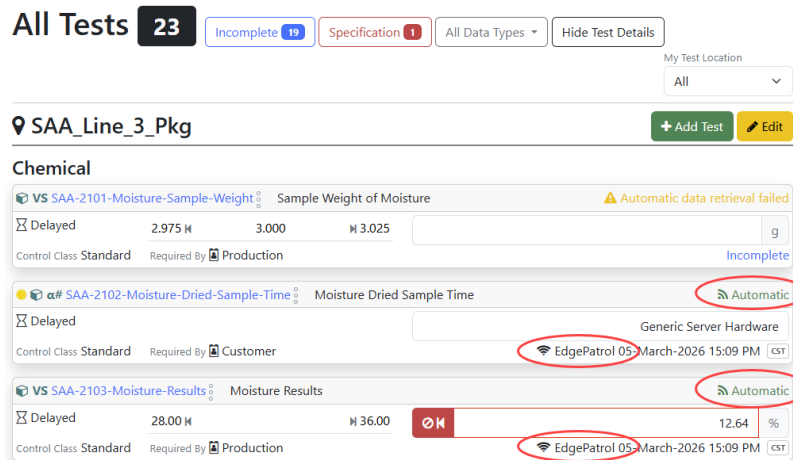 All Tests 23 Incomplete 19 Specification 1 All Data Types Hide Test Details
My Test Location
All
SAA_Line_3_Pkg + Add Test Edit
Chemical
VS SAA-2101-Moisture-Sample-Weight Sample Weight of Moisture Automatic data retrieval failed
Delayed 2.975 3.000 3.025 g
Control Class Standard Required By Production Incomplete
α# SAA-2102-Moisture-Dried-Sample-Time Moisture Dried Sample Time Automatic
Delayed Generic Server Hardware
Control Class Standard Required By Customer EdgePatrol 05-March-2026 15:09 PM CST
VS SAA-2103-Moisture-Results Moisture Results Automatic
Delayed 28.00 36.00 12.64 %
Control Class Standard Required By Production EdgePatrol 05-March-2026 15:09 PM CST